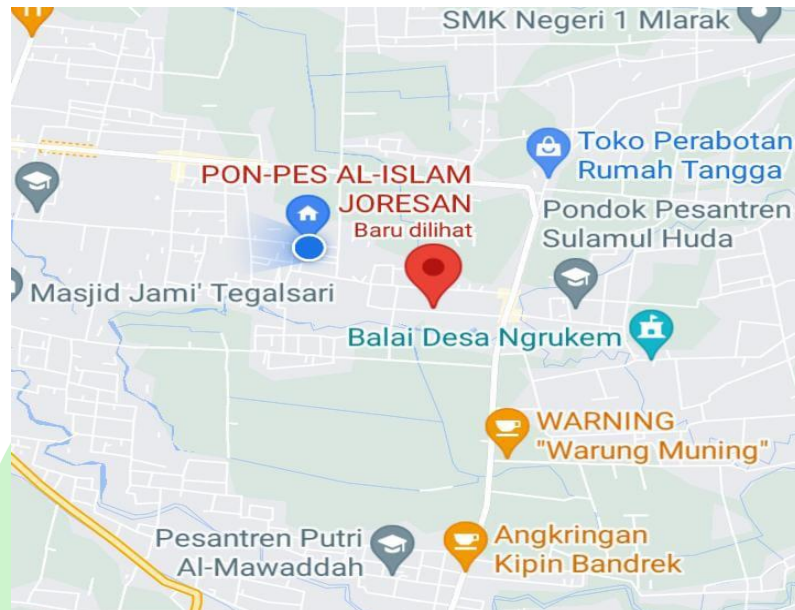 SMK Negeri 1 Mlarak
Toko Perabotan
Rumah Tangga
PON-PES AL-ISLAM
JORESAN
Baru dilihat
Pondok Pesantren
Sulamul Huda
Masjid Jami' Tegalsari
Balai Desa Ngrukem
WARNING
"Warung Muning"
Pesantren Putri
Al-Mawaddah
Angkringan
Kipin Bandrek